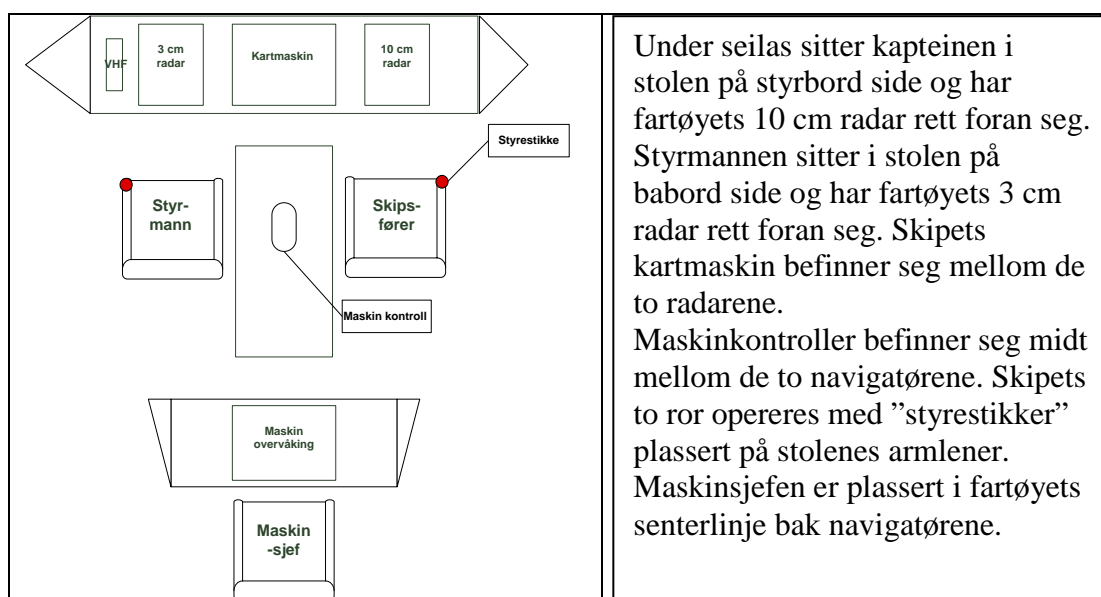 VHF
3 cm
radar
Kartmaskin
10 cm
radar
Styrestikke
Styr-
mann
Skips-
fører
Maskin kontroll
Maskin
overvåking
Maskin
-sjef
Under seilas sitter kapteinen i
stolen på styrbord side og har
fartøyets 10 cm radar rett foran seg.
Styrmannen sitter i stolen på
babord side og har fartøyets 3 cm
radar rett foran seg. Skipets
kartmaskin befinner seg mellom de
to radarene.
Maskinkontroller befinner seg midt
mellom de to navigatørene. Skipets
to ror opereres med ”styrestikker”
plassert på stolenes armlener.
Maskinsjefen er plassert i fartøyets
senterlinje bak navigatørene.